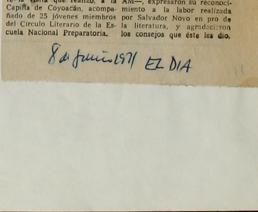 Capilla de Coyoacán, acompa-
ñado de 25 jóvenes miembros
del Círculo Literario de la Es-
cuela Nacional Preparatoria.
AM—, expresaron su reconoci-
miento a la labor realizada
por Salvador Novo en pro de
la literatura, y agradecieron
los consejos que éste les dio.
8 de junio 1971 EL DIA